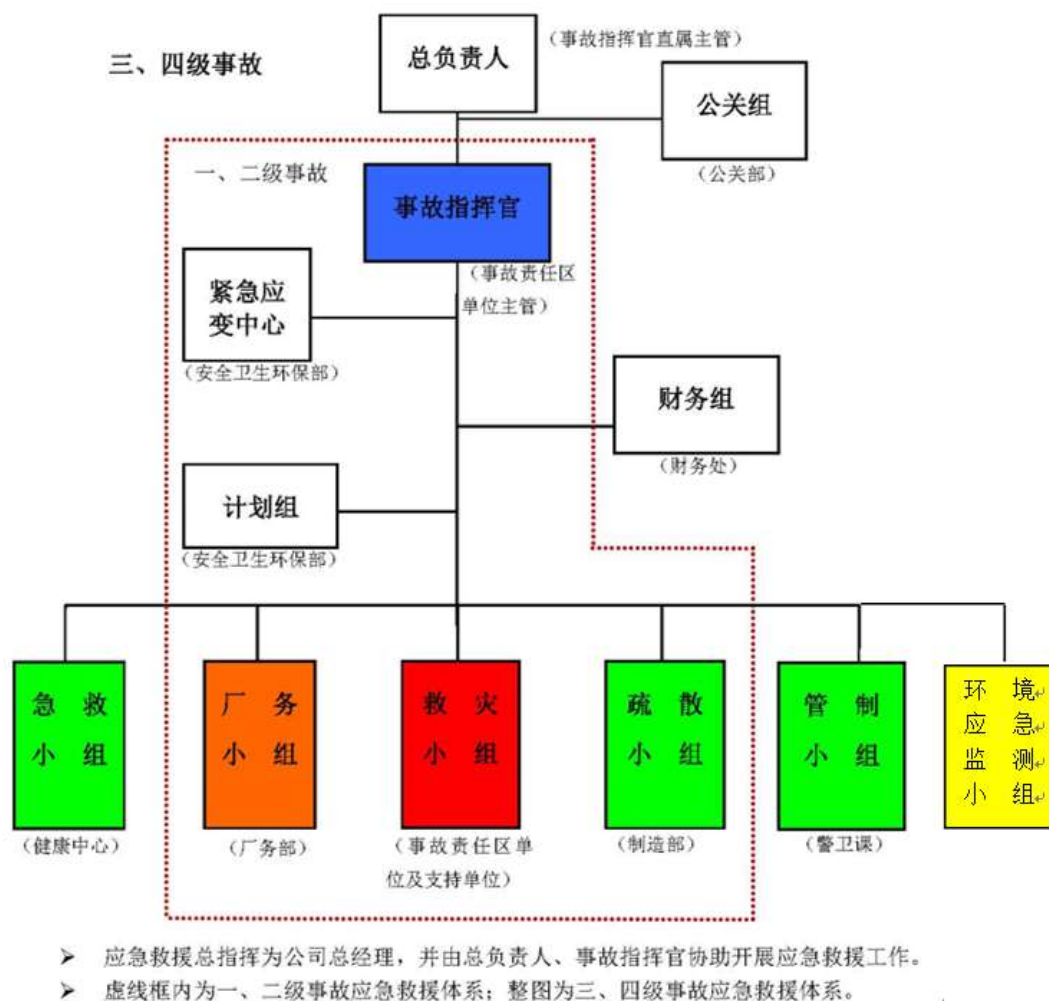 三、四级事故
总负责人
（事故指挥官直属主管）
公关组
（公关部）
一、二级事故
事故指挥官
（事故责任区
单位主管）
紧急应
变中心
（安全卫生环保部）
财务组
（财务处）
计划组
（安全卫生环保部）
急 救
小 组
（健康中心）
厂 务
小 组
（厂务部）
救 灾
小 组
（事故责任区单
位及支持单位）
疏 散
小 组
（制造部）
管 制
小 组
（警卫课）
环 境
应 急
监 测
小 组
➢ 应急救援总指挥为公司总经理，并由总负责人、事故指挥官协助开展应急救援工作。
➢ 虚线框内为一、二级事故应急救援体系；整图为三、四级事故应急救援体系。